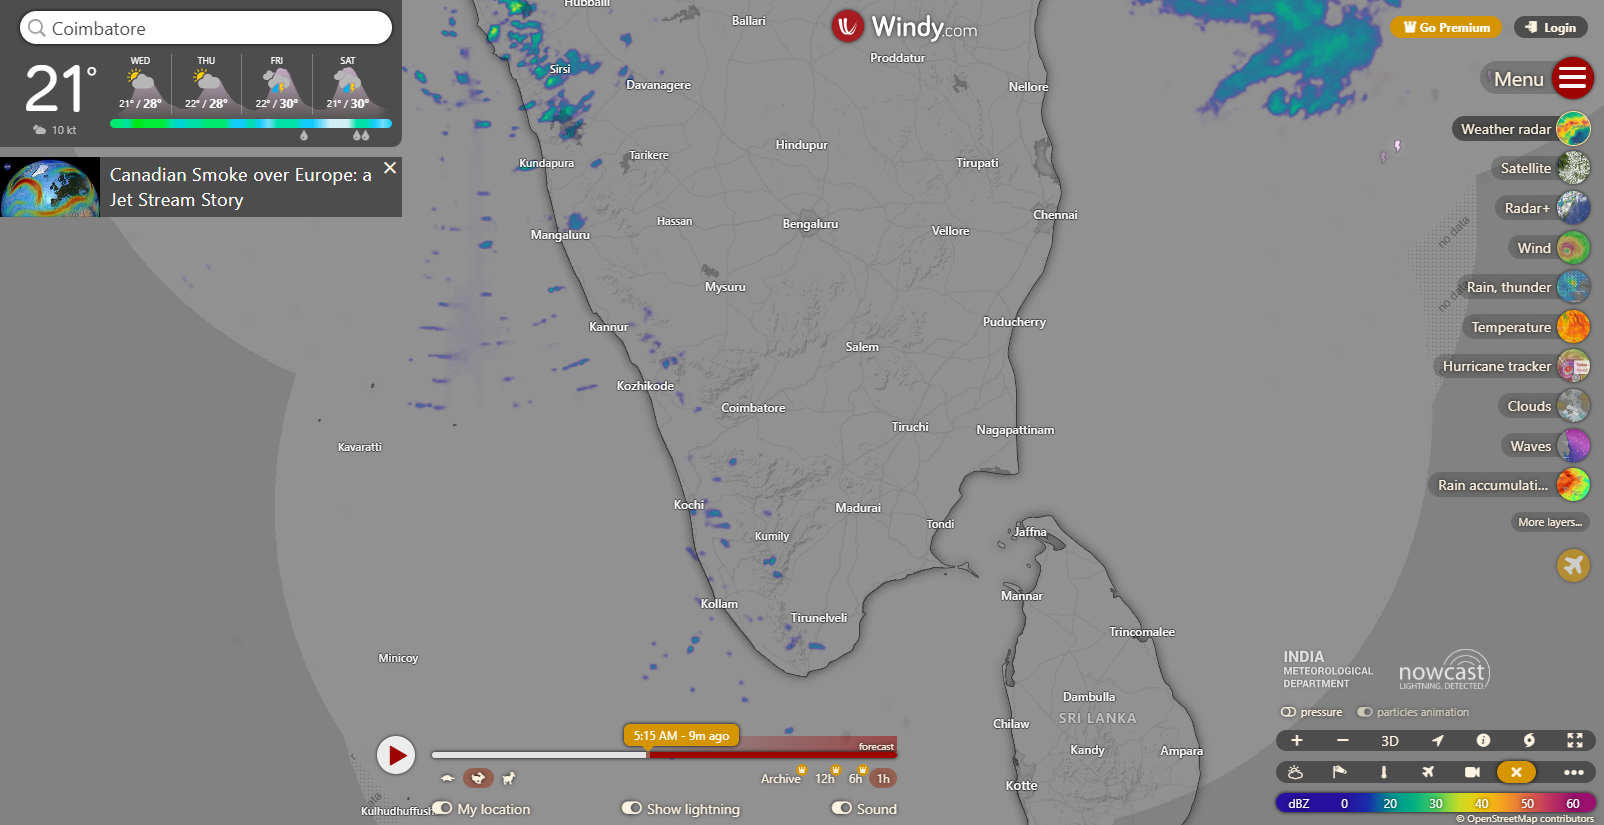 Coimbatore
21°
10 kt
WED
THU
FRI
SAT
21° / 28°
22° / 28°
22° / 30°
21° / 30°
Canadian Smoke over Europe: a
Jet Stream Story
Windy.com
Go Premium
Login
Menu
Weather radar
Satellite
Radar+
Wind
Rain, thunder
Temperature
Hurricane tracker
Clouds
Waves
Rain accumulati...
More layers...
no data
no data
Hubballi
Ballari
Proddatur
Sirsi
Davanagere
Nellore
Hindupur
Kundapura
Tarikere
Tirupati
Mangaluru
Hassan
Bengaluru
Vellore
Chennai
Mysuru
Kannur
Puducherry
Salem
Kozhikode
Coimbatore
Tiruchi
Nagapattinam
Kavaratti
Kochi
Madurai
Tondi
Jaffna
Kumily
Mannar
Kollam
Tirunelveli
Trincomalee
Minicoy
Dambulla
SRI LANKA
Chilaw
Kandy
Ampara
Kotte
Kulhudhuffushi
5:15 AM - 9m ago
forecast
Archive
12h
6h
1h
My location
Show lightning
Sound
INDIA
METEOROLOGICAL
DEPARTMENT
nowcast
LIGHTNING. DETECTED.
pressure
particles animation
3D
dBZ 0 20 30 40 50 60
© OpenStreetMap contributors